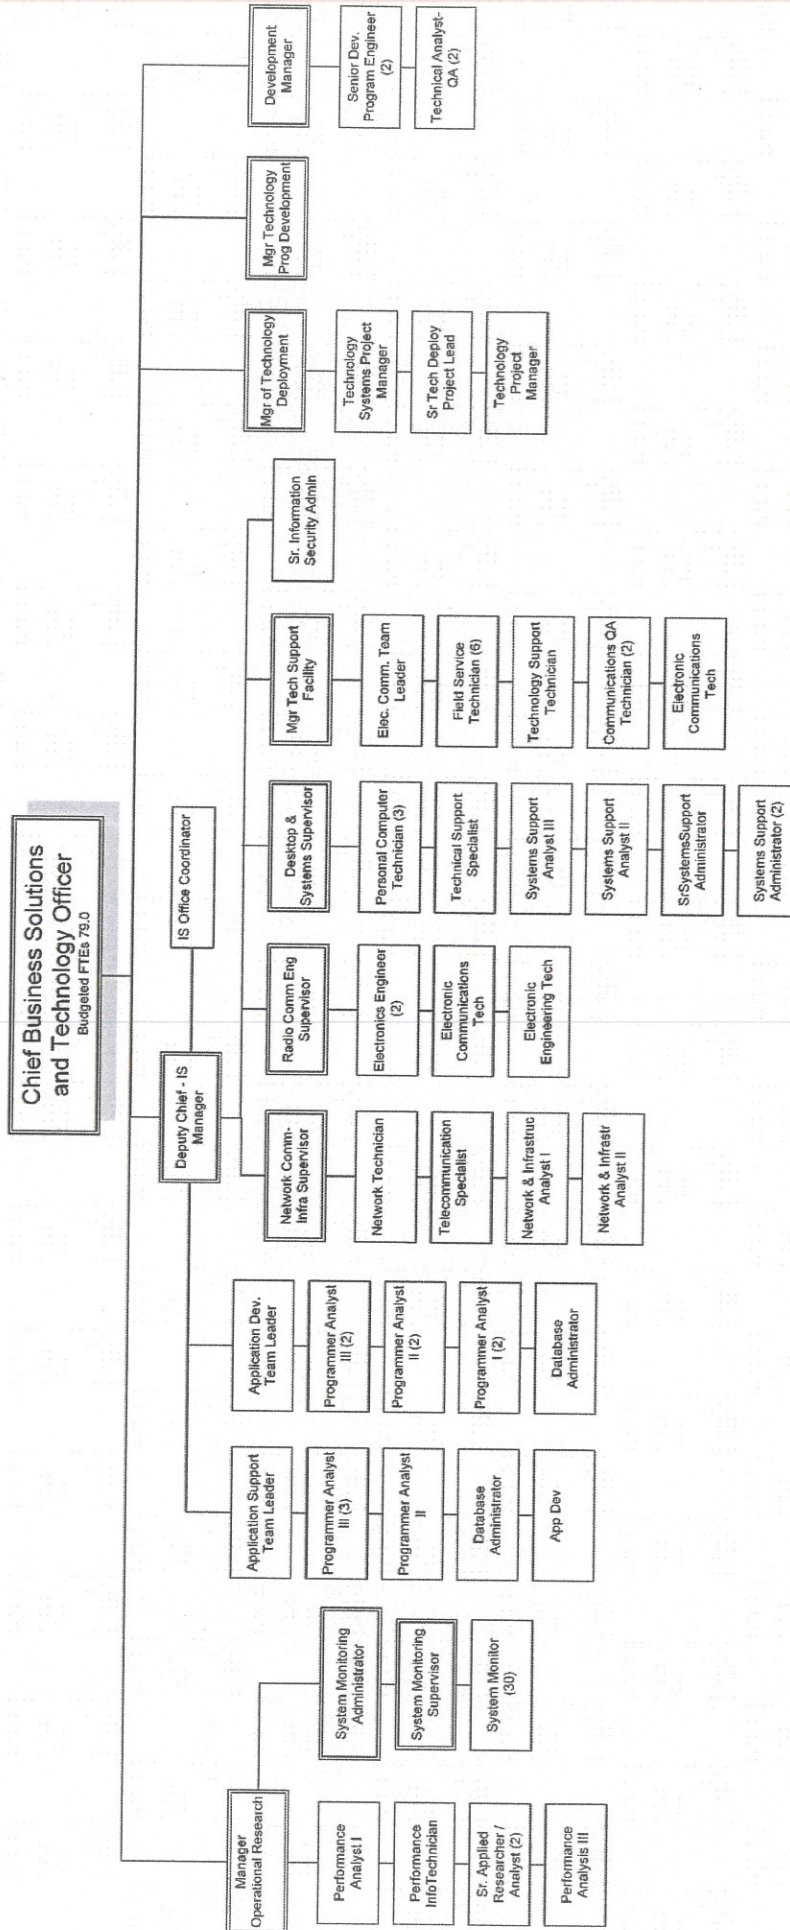 Chief Business Solutions
and Technology Officer
Budgeted FTEs 79.0
Manager
Operational Research
Performance
Analyst I
Performance
InfoTechnician
Sr. Applied
Researcher /
Analyst (2)
Performance
Analysis III
System Monitoring
Administrator
System Monitoring
Supervisor
System Monitor
(30)
Deputy Chief - IS
Manager
IS Office Coordinator
Application Support
Team Leader
Programmer Analyst
III (3)
Programmer Analyst
II
Database
Administrator
App Dev
Application Dev.
Team Leader
Programmer Analyst
III (2)
Programmer Analyst
II (2)
Programmer Analyst
I (2)
Database
Administrator
Network Comm-
Infra Supervisor
Network Technician
Telecommunication
Specialist
Network & Infrastruc
Analyst I
Network & Infrastr
Analyst II
Radio Comm Eng
Supervisor
Electronics Engineer
(2)
Electronic
Communications
Tech
Electronic
Engineering Tech
Desktop &
Systems Supervisor
Personal Computer
Technician (3)
Technical Support
Specialist
Systems Support
Analyst III
Systems Support
Analyst II
SrSystemsSupport
Administrator
Systems Support
Administrator (2)
Mgr Tech Support
Facility
Elec. Comm. Team
Leader
Field Service
Technician (6)
Technology Support
Technician
Communications QA
Technician (2)
Electronic
Communications
Tech
Sr. Information
Security Admin
Mgr of Technology
Deployment
Technology
Systems Project
Manager
Sr Tech Deploy
Project Lead
Technology
Project
Manager
Mgr Technology
Prog Development
Development
Manager
Senior Dev.
Program Engineer
(2)
Technical Analyst-
QA (2)